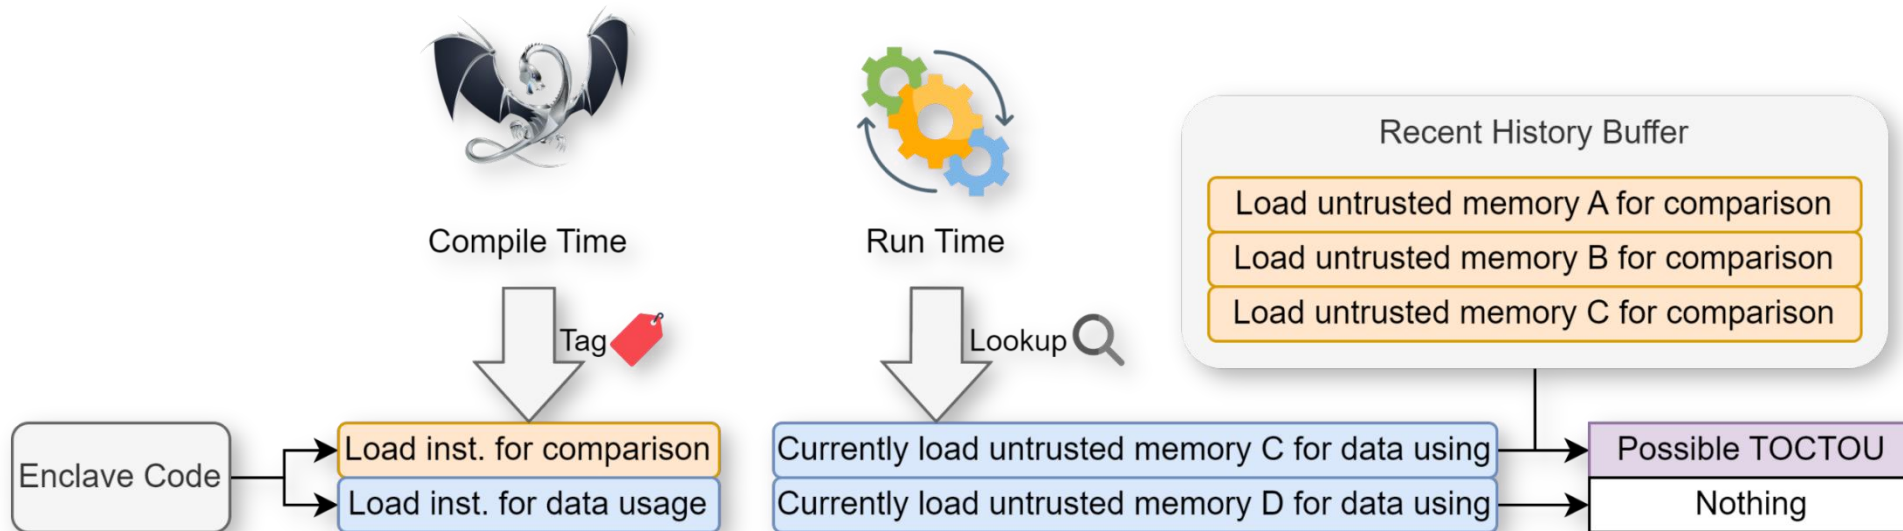 Compile Time
Run Time
Recent History Buffer
Load untrusted memory A for comparison
Load untrusted memory B for comparison
Load untrusted memory C for comparison
Tag
Lookup
Enclave Code
Load inst. for comparison
Load inst. for data usage
Currently load untrusted memory C for data using
Currently load untrusted memory D for data using
Possible TOCTOU
Nothing